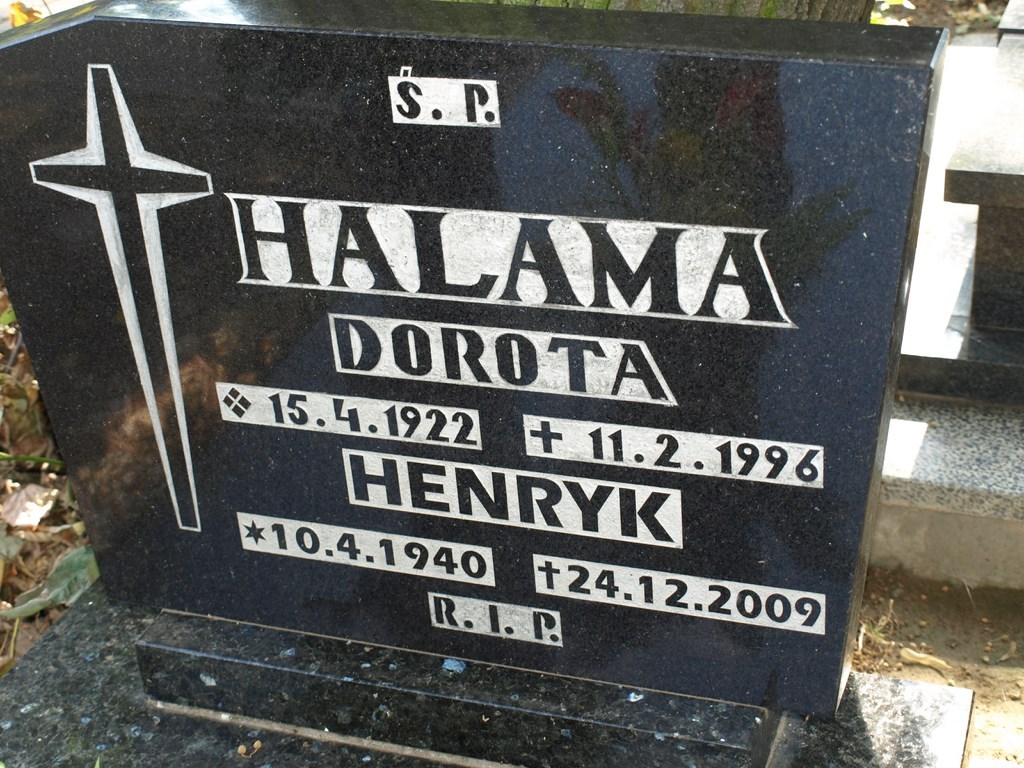 Ś. P.
HALAMA
DOROTA
15.4.1922 11.2.1996
HENRYK
10.4.1940 24.12.2009
R. I. P.